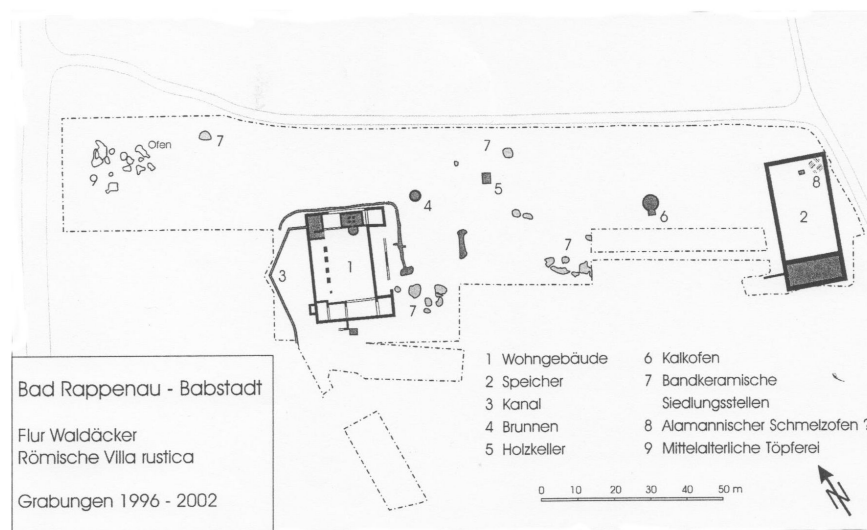 Ofen
7
9
7
5
4
6
8
2
3
1
7
7
Bad Rappenau - Babstadt
Flur Waldäcker
Römische Villa rustica
Grabungen 1996 - 2002
1 Wohngebäude
2 Speicher
3 Kanal
4 Brunnen
5 Holzkeller
6 Kalkofen
7 Bandkeramische
Siedlungsstellen
8 Alamannischer Schmelzofen ?
9 Mittelalterliche Töpferei
0 10 20 30 40 50 m
N